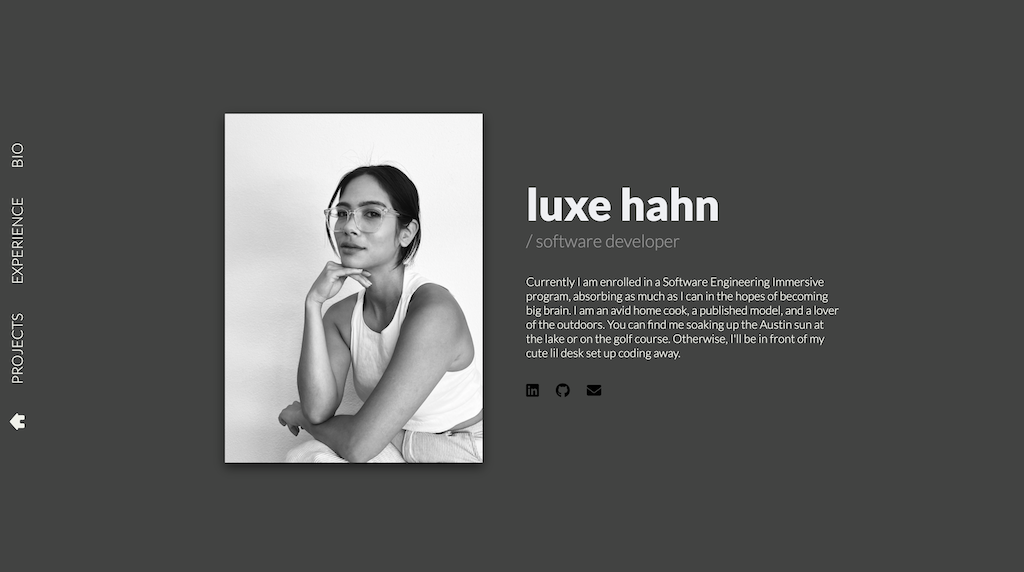 BIO
EXPERIENCE
PROJECTS
luxe hahn
/ software developer
Currently I am enrolled in a Software Engineering Immersive
program, absorbing as much as I can in the hopes of becoming
big brain. I am an avid home cook, a published model, and a lover
of the outdoors. You can find me soaking up the Austin sun at
the lake or on the golf course. Otherwise, I'll be in front of my
cute lil desk set up coding away.
in